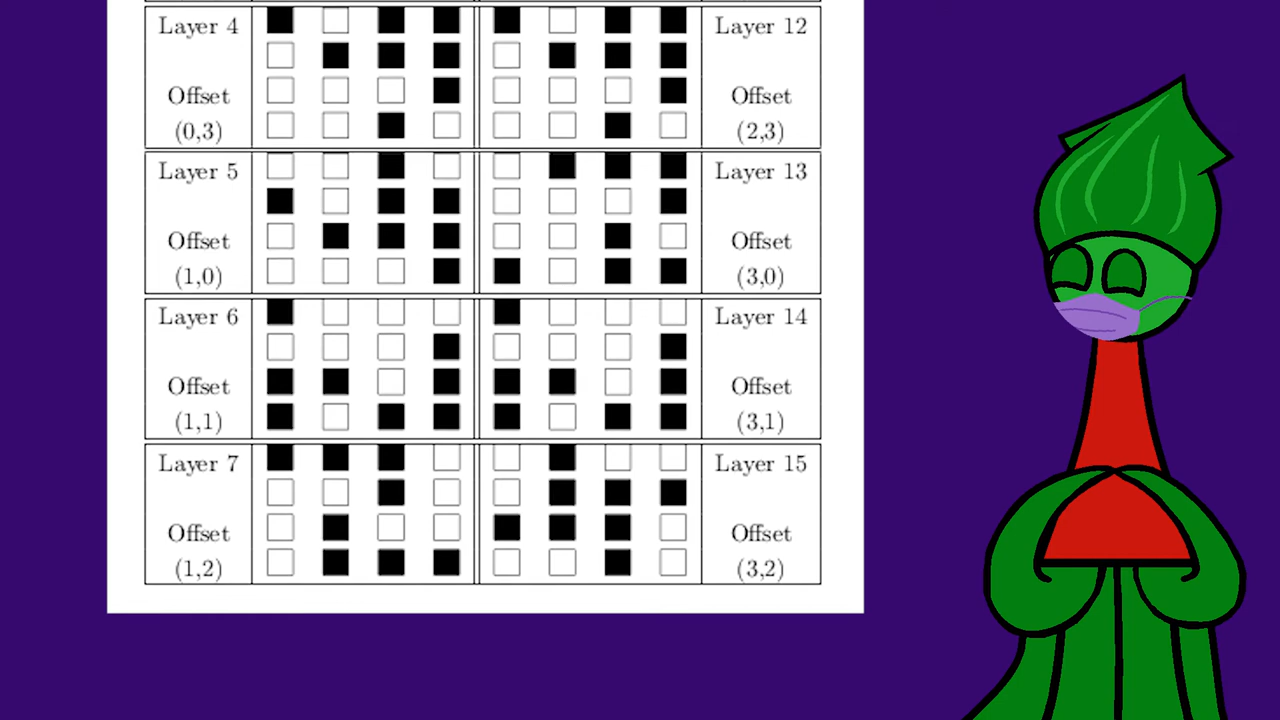 Layer 4
Layer 12
Offset
Offset
(0,3)
(2,3)
Layer 5
Layer 13
Offset
Offset
(1,0)
(3,0)
Layer 6
Layer 14
Offset
Offset
(1,1)
(3,1)
Layer 7
Layer 15
Offset
Offset
(1,2)
(3,2)